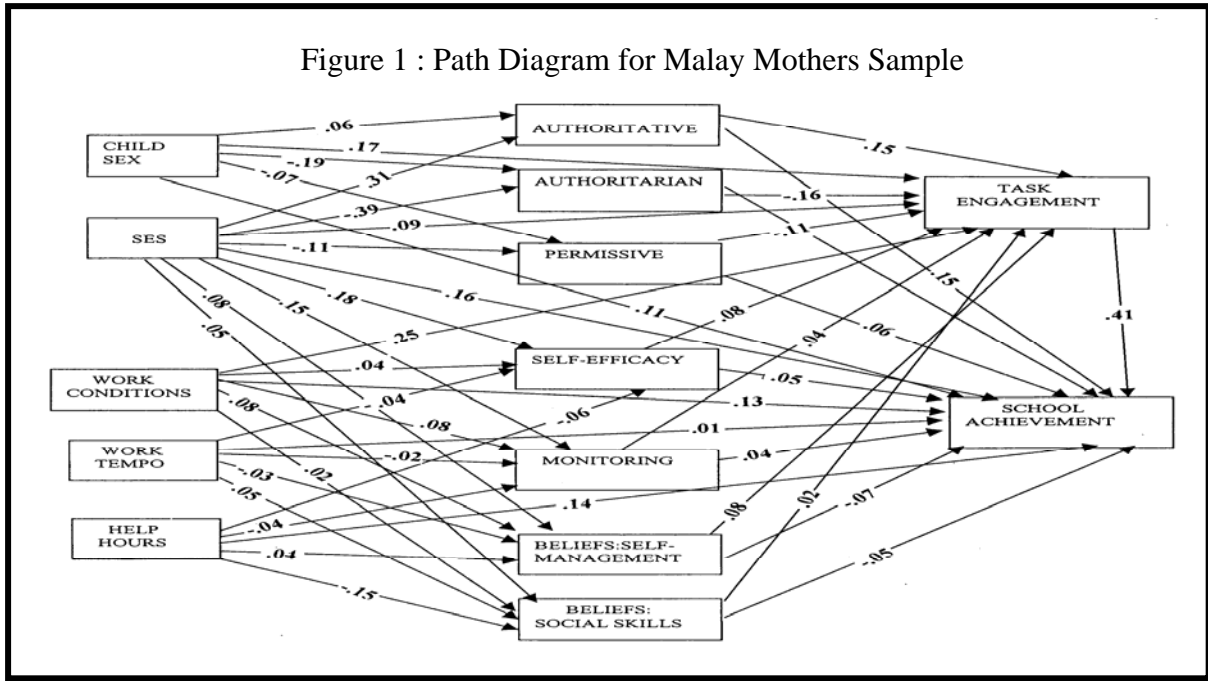 Figure 1 : Path Diagram for Malay Mothers Sample
CHILD
SEX
SES
WORK
CONDITIONS
WORK
TEMPO
HELP
HOURS
AUTHORITATIVE
AUTHORITARIAN
PERMISSIVE
SELF-EFFICACY
MONITORING
BELIEFS:SELF-
MANAGEMENT
BELIEFS:
SOCIAL SKILLS
TASK
ENGAGEMENT
SCHOOL
ACHIEVEMENT
.06
.17
-.19
-.07
.31
-.39
.09
-.11
.18
.15
.08
.05
.16
.11
.25
.04
.13
.08
.08
.02
-.04
.01
-.02
-.03
.05
-.06
-.04
.14
.04
-.15
.15
-.16
-.11
.15
.08
.06
.04
.05
.04
.08
-.07
.02
-.05
.41